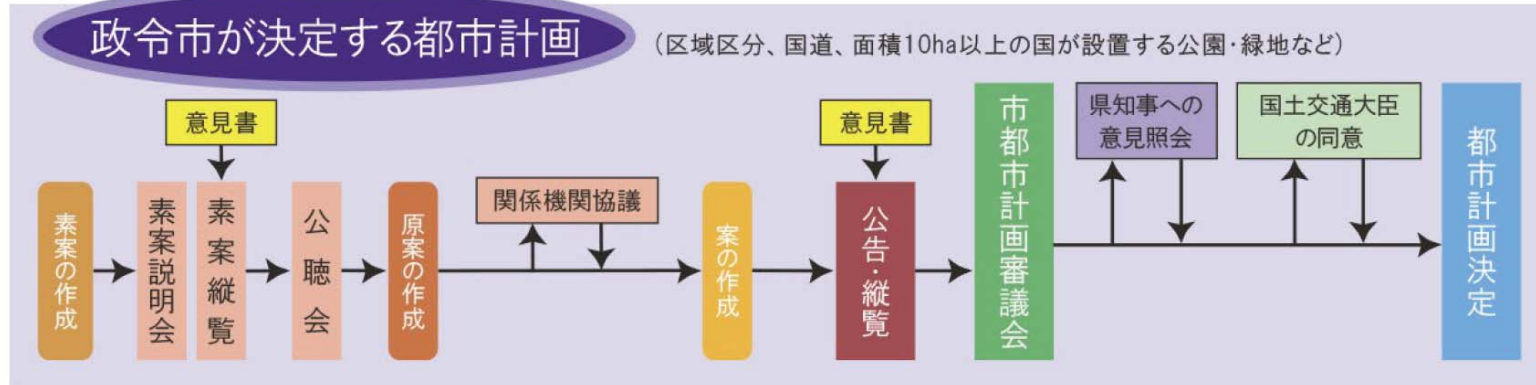 政令市が決定する都市計画
(区域区分、国道、面積10ha以上の国が設置する公園・緑地など)
素案の作成
素案説明会
意見書
素案縦覧
公聴会
原案の作成
関係機関協議
案の作成
意見書
公告・縦覧
市都市計画審議会
県知事への
意見照会
国土交通大臣
の同意
都市計画決定